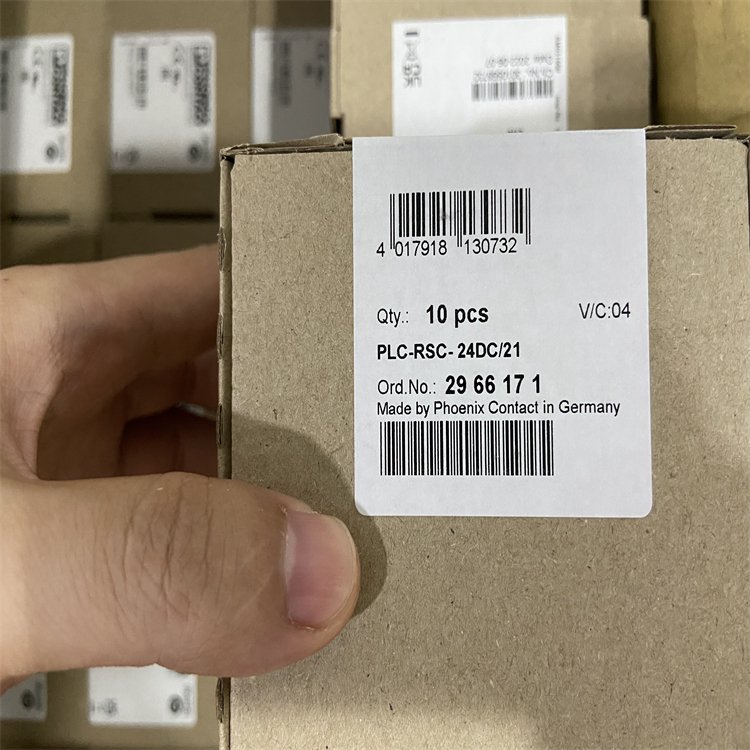 4 017918 130732
Qty.: 10 pcs V/C:04
PLC-RSC- 24DC/21
Ord.No.: 29 66 17 1
Made by Phoenix Contact in Germany